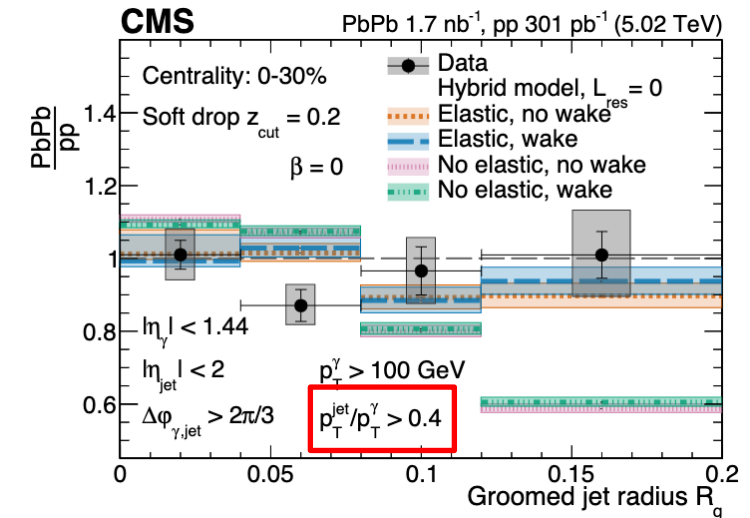 CMS PbPb 1.7 nb⁻¹, pp 301 pb⁻¹ (5.02 TeV)
Centrality: 0-30%
Soft drop z_cut = 0.2
β = 0
Data
Hybrid model, L_res = 0
Elastic, no wake
Elastic, wake
No elastic, no wake
No elastic, wake
PbPb
pp
1.4
1.2
1
0.8
0.6
|η_γ| < 1.44
|η_jet| < 2
Δφ_γ,jet > 2π/3
p_T^γ > 100 GeV
p_T^jet/p_T^γ > 0.4
0 0.05 0.1 0.15 0.2
Groomed jet radius R_g